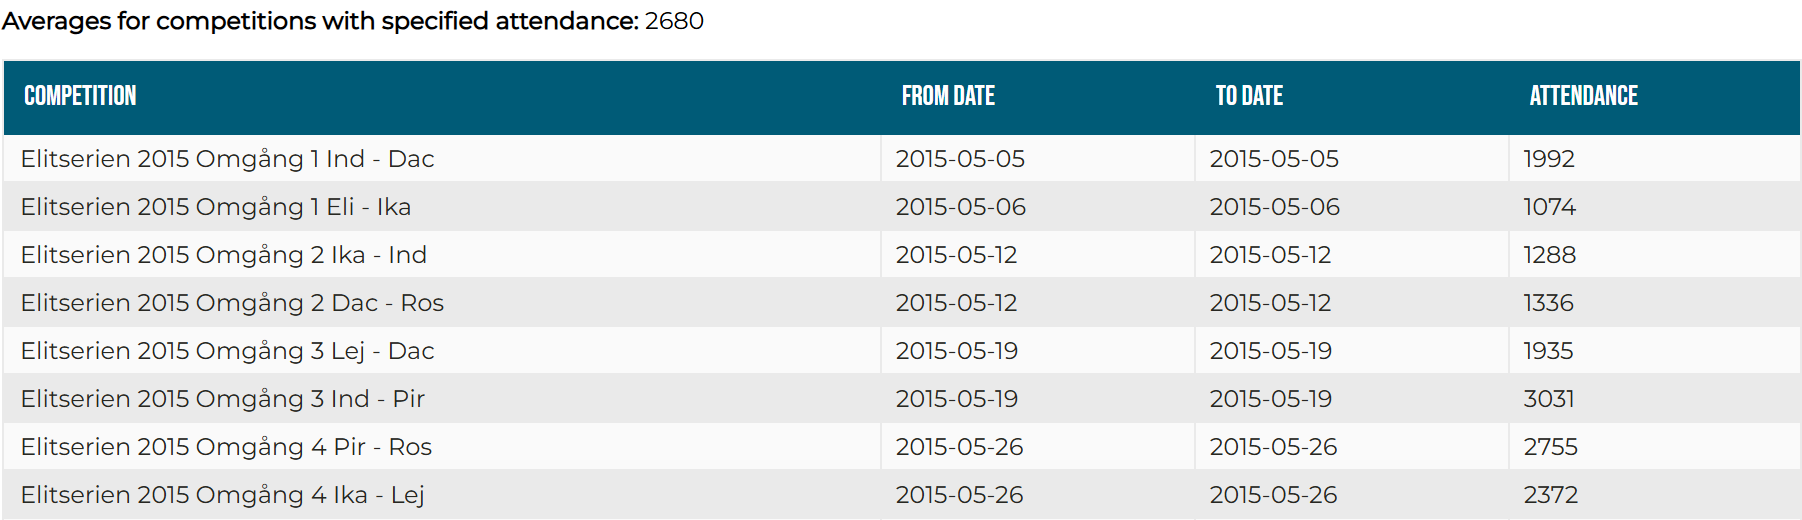 Averages for competitions with specified attendance: 2680
COMPETITION FROM DATE TO DATE ATTENDANCE
Elitserien 2015 Omgång 1 Ind - Dac 2015-05-05 2015-05-05 1992
Elitserien 2015 Omgång 1 Eli - Ika 2015-05-06 2015-05-06 1074
Elitserien 2015 Omgång 2 Ika - Ind 2015-05-12 2015-05-12 1288
Elitserien 2015 Omgång 2 Dac - Ros 2015-05-12 2015-05-12 1336
Elitserien 2015 Omgång 3 Lej - Dac 2015-05-19 2015-05-19 1935
Elitserien 2015 Omgång 3 Ind - Pir 2015-05-19 2015-05-19 3031
Elitserien 2015 Omgång 4 Pir - Ros 2015-05-26 2015-05-26 2755
Elitserien 2015 Omgång 4 Ika - Lej 2015-05-26 2015-05-26 2372